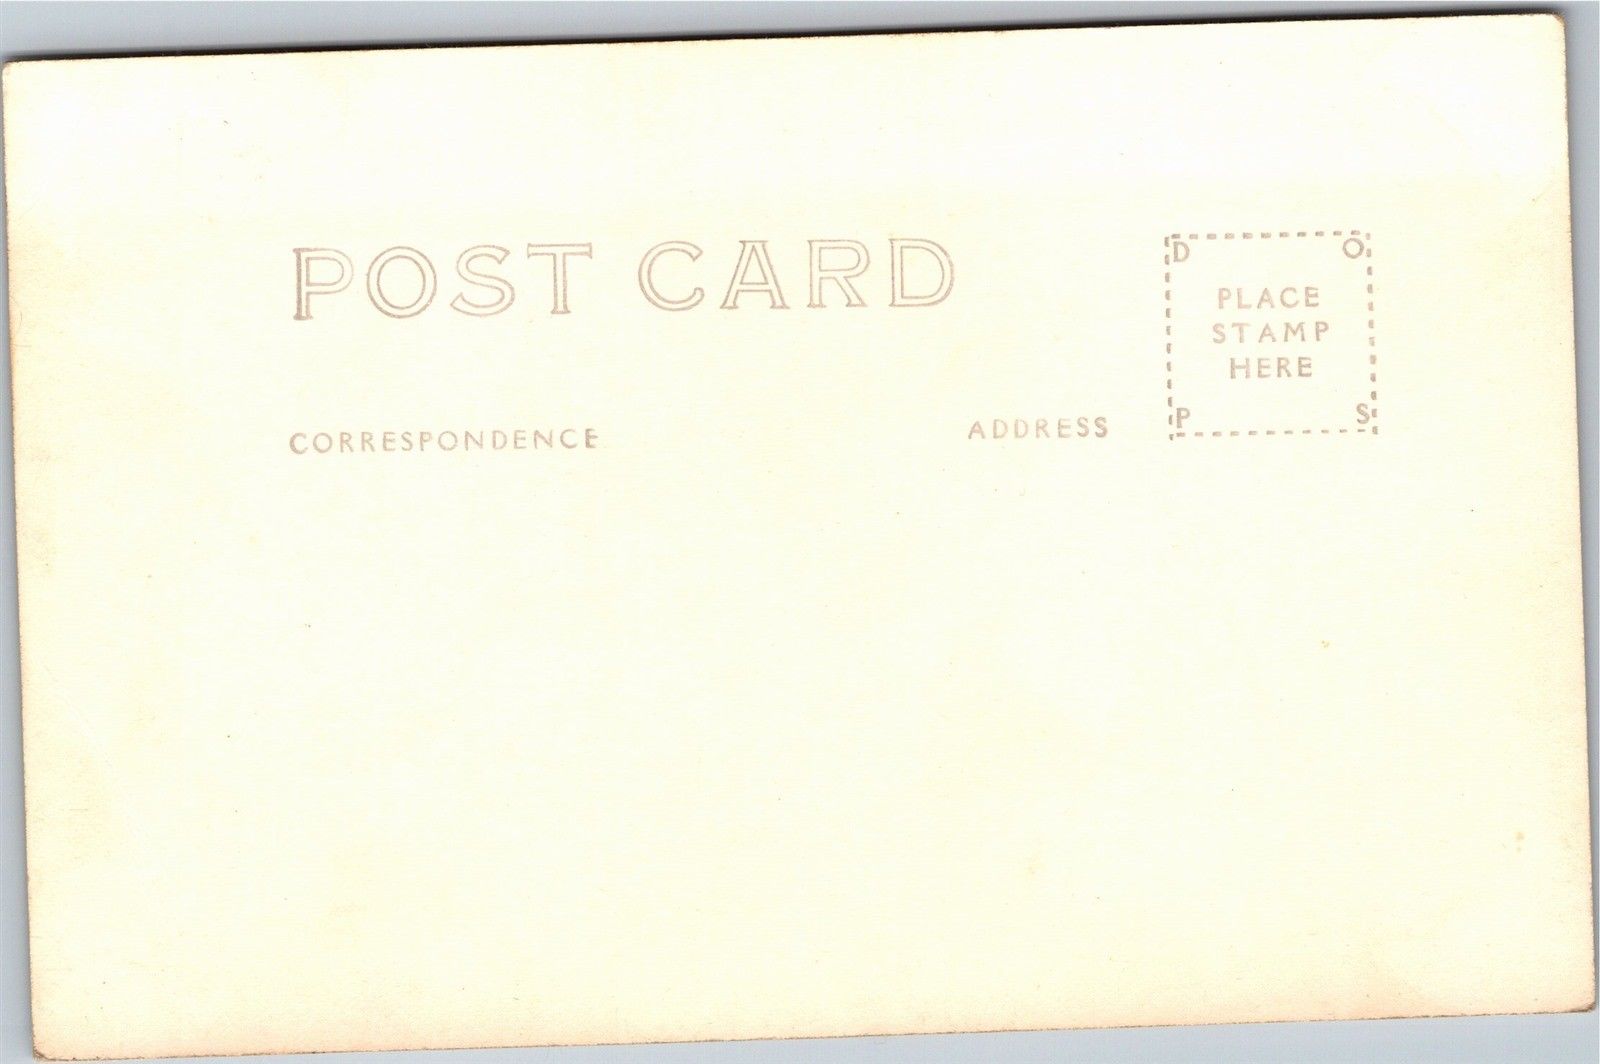 POST CARD
D O
PLACE
STAMP
HERE
P S
CORRESPONDENCE
ADDRESS